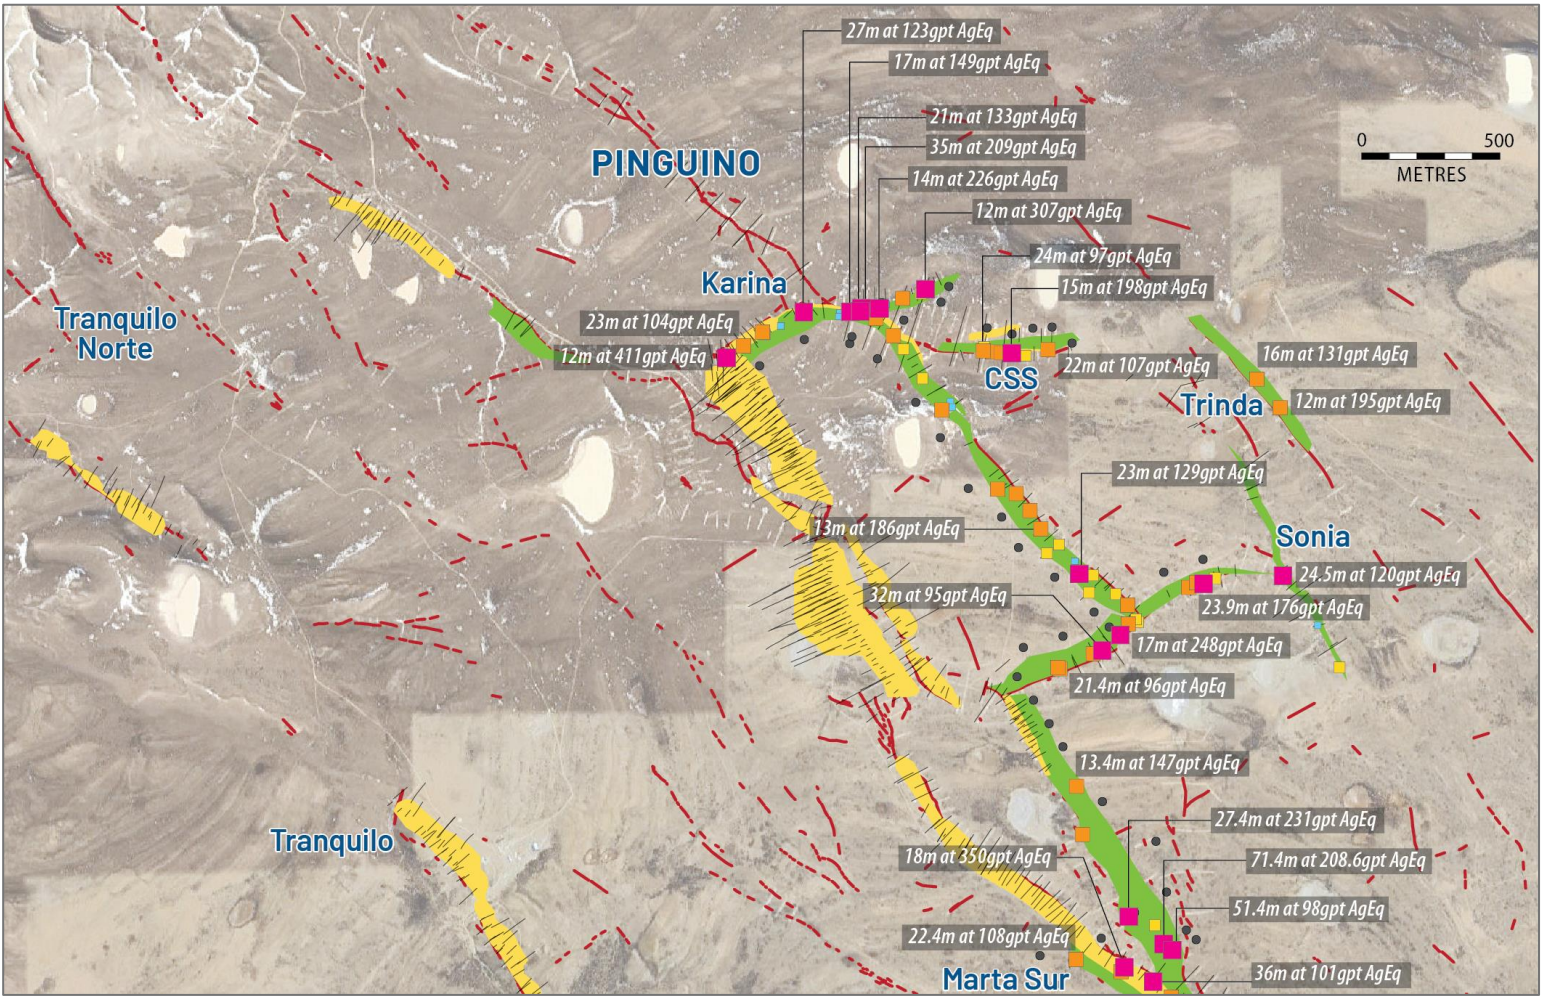 27m at 123gpt AgEq
17m at 149gpt AgEq
21m at 133gpt AgEq
35m at 209gpt AgEq
0 500
METRES
PINGUINO
14m at 226gpt AgEq
12m at 307gpt AgEq
24m at 97gpt AgEq
Karina
15m at 198gpt AgEq
Tranquilo
Norte
23m at 104gpt AgEq
12m at 411gpt AgEq
16m at 131gpt AgEq
22m at 107gpt AgEq
CSS
Trinda
12m at 195gpt AgEq
23m at 129gpt AgEq
13m at 186gpt AgEq
Sonia
24.5m at 120gpt AgEq
32m at 95gpt AgEq
23.9m at 176gpt AgEq
17m at 248gpt AgEq
21.4m at 96gpt AgEq
13.4m at 147gpt AgEq
27.4m at 231gpt AgEq
Tranquilo
18m at 350gpt AgEq
71.4m at 208.6gpt AgEq
51.4m at 98gpt AgEq
22.4m at 108gpt AgEq
36m at 101gpt AgEq
Marta Sur